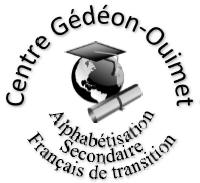 Centre Gédéon-Ouimet
Alphabétisation
Secondaire
Français de transition